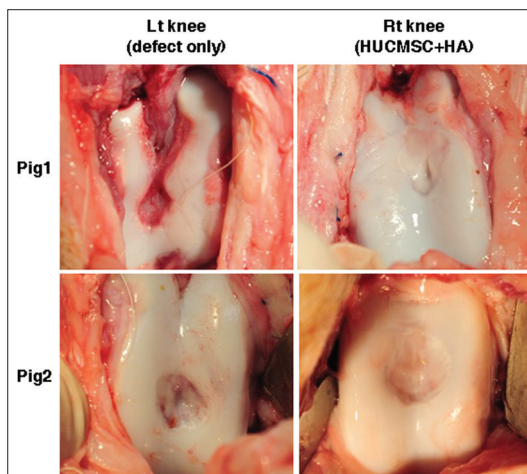 Lt knee
(defect only)
Rt knee
(HUCMSC+HA)
Pig1
Pig2